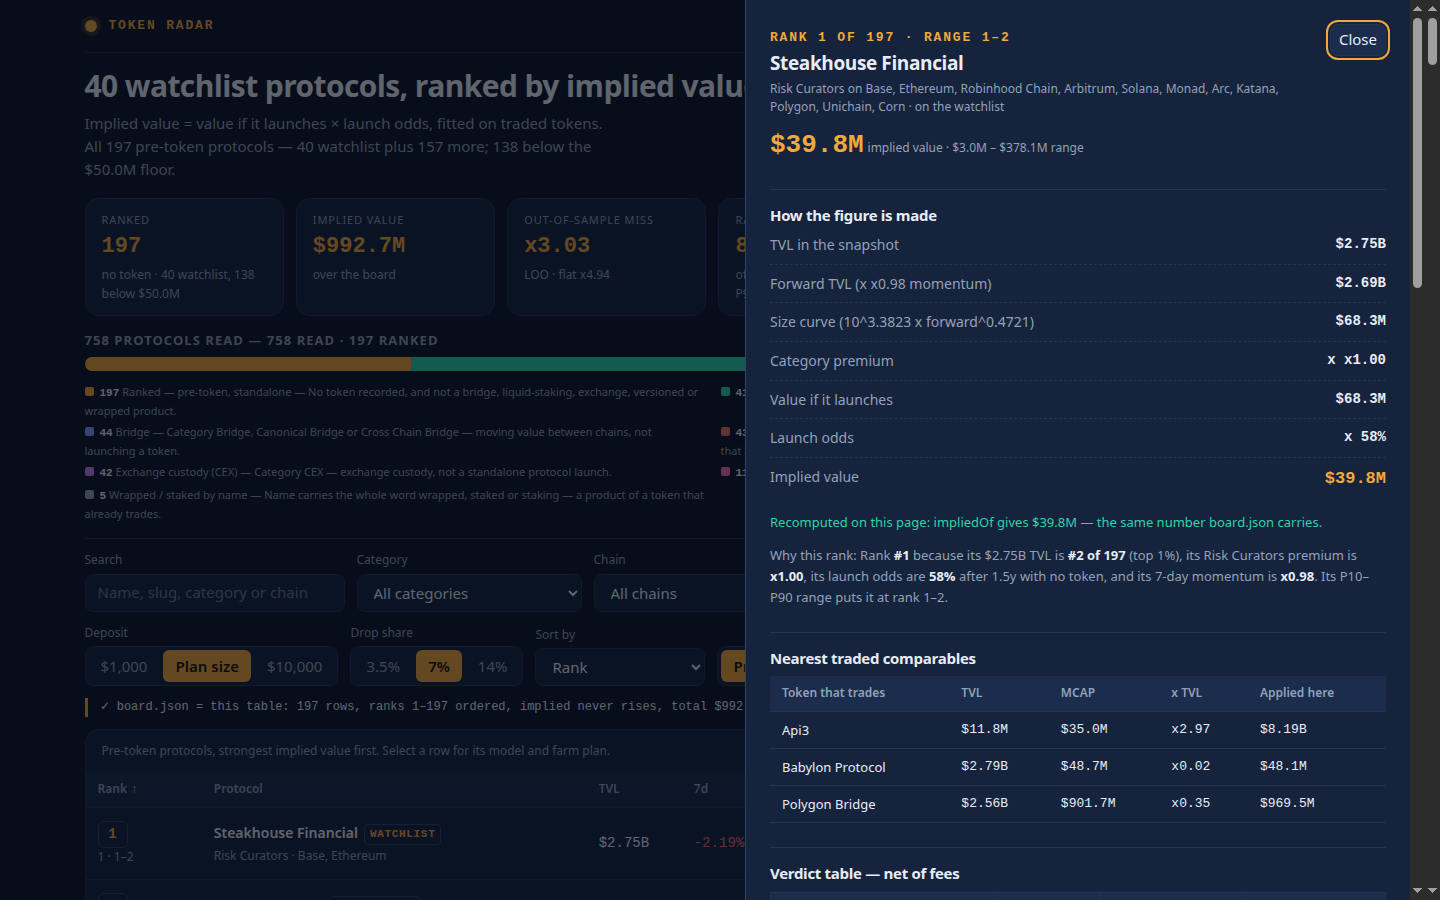 TOKEN RADAR
40 watchlist protocols, ranked by implied valu
Implied value = value if it launches × launch odds, fitted on traded tokens.
All 197 pre-token protocols — 40 watchlist plus 157 more; 138 below the
$50.0M floor.
RANKED
197
no token · 40 watchlist, 138
below $50.0M
IMPLIED VALUE
$992.7M
over the board
OUT-OF-SAMPLE MISS
x3.03
LOO · flat x4.94
758 PROTOCOLS READ — 758 READ · 197 RANKED
197 Ranked — pre-token, standalone — No token recorded, and not a bridge, liquid-staking, exchange, versioned or
wrapped product.
44 Bridge — Category Bridge, Canonical Bridge or Cross Chain Bridge — moving value between chains, not
launching a token.
that
42 Exchange custody (CEX) — Category CEX — exchange custody, not a standalone protocol launch.
5 Wrapped / staked by name — Name carries the whole word wrapped, staked or staking — a product of a token that
already trades.
Search
Name, slug, category or chain
Category
All categories
Chain
All chains
Deposit
$1,000
Plan size
$10,000
Drop share
3.5%
7%
14%
Sort by
Rank
✓ board.json = this table: 197 rows, ranks 1–197 ordered, implied never rises, total $992
Pre-token protocols, strongest implied value first. Select a row for its model and farm plan.
Rank ↑
Protocol
TVL
7d
1
1 · 1–2
Steakhouse Financial WATCHLIST
Risk Curators · Base, Ethereum
$2.75B
-2.19%
RANK 1 OF 197 · RANGE 1–2
Close
Steakhouse Financial
Risk Curators on Base, Ethereum, Robinhood Chain, Arbitrum, Solana, Monad, Arc, Katana,
Polygon, Unichain, Corn · on the watchlist
$39.8M implied value · $3.0M – $378.1M range
How the figure is made
TVL in the snapshot $2.75B
Forward TVL (x x0.98 momentum) $2.69B
Size curve (10^3.3823 x forward^0.4721) $68.3M
Category premium x x1.00
Value if it launches $68.3M
Launch odds x 58%
Implied value $39.8M
Recomputed on this page: impliedOf gives $39.8M — the same number board.json carries.
Why this rank: Rank #1 because its $2.75B TVL is #2 of 197 (top 1%), its Risk Curators premium is
x1.00, its launch odds are 58% after 1.5y with no token, and its 7-day momentum is x0.98. Its P10–
P90 range puts it at rank 1–2.
Nearest traded comparables
Token that trades TVL MCAP x TVL Applied here
Api3 $11.8M $35.0M x2.97 $8.19B
Babylon Protocol $2.79B $48.7M x0.02 $48.1M
Polygon Bridge $2.56B $901.7M x0.35 $969.5M
Verdict table — net of fees